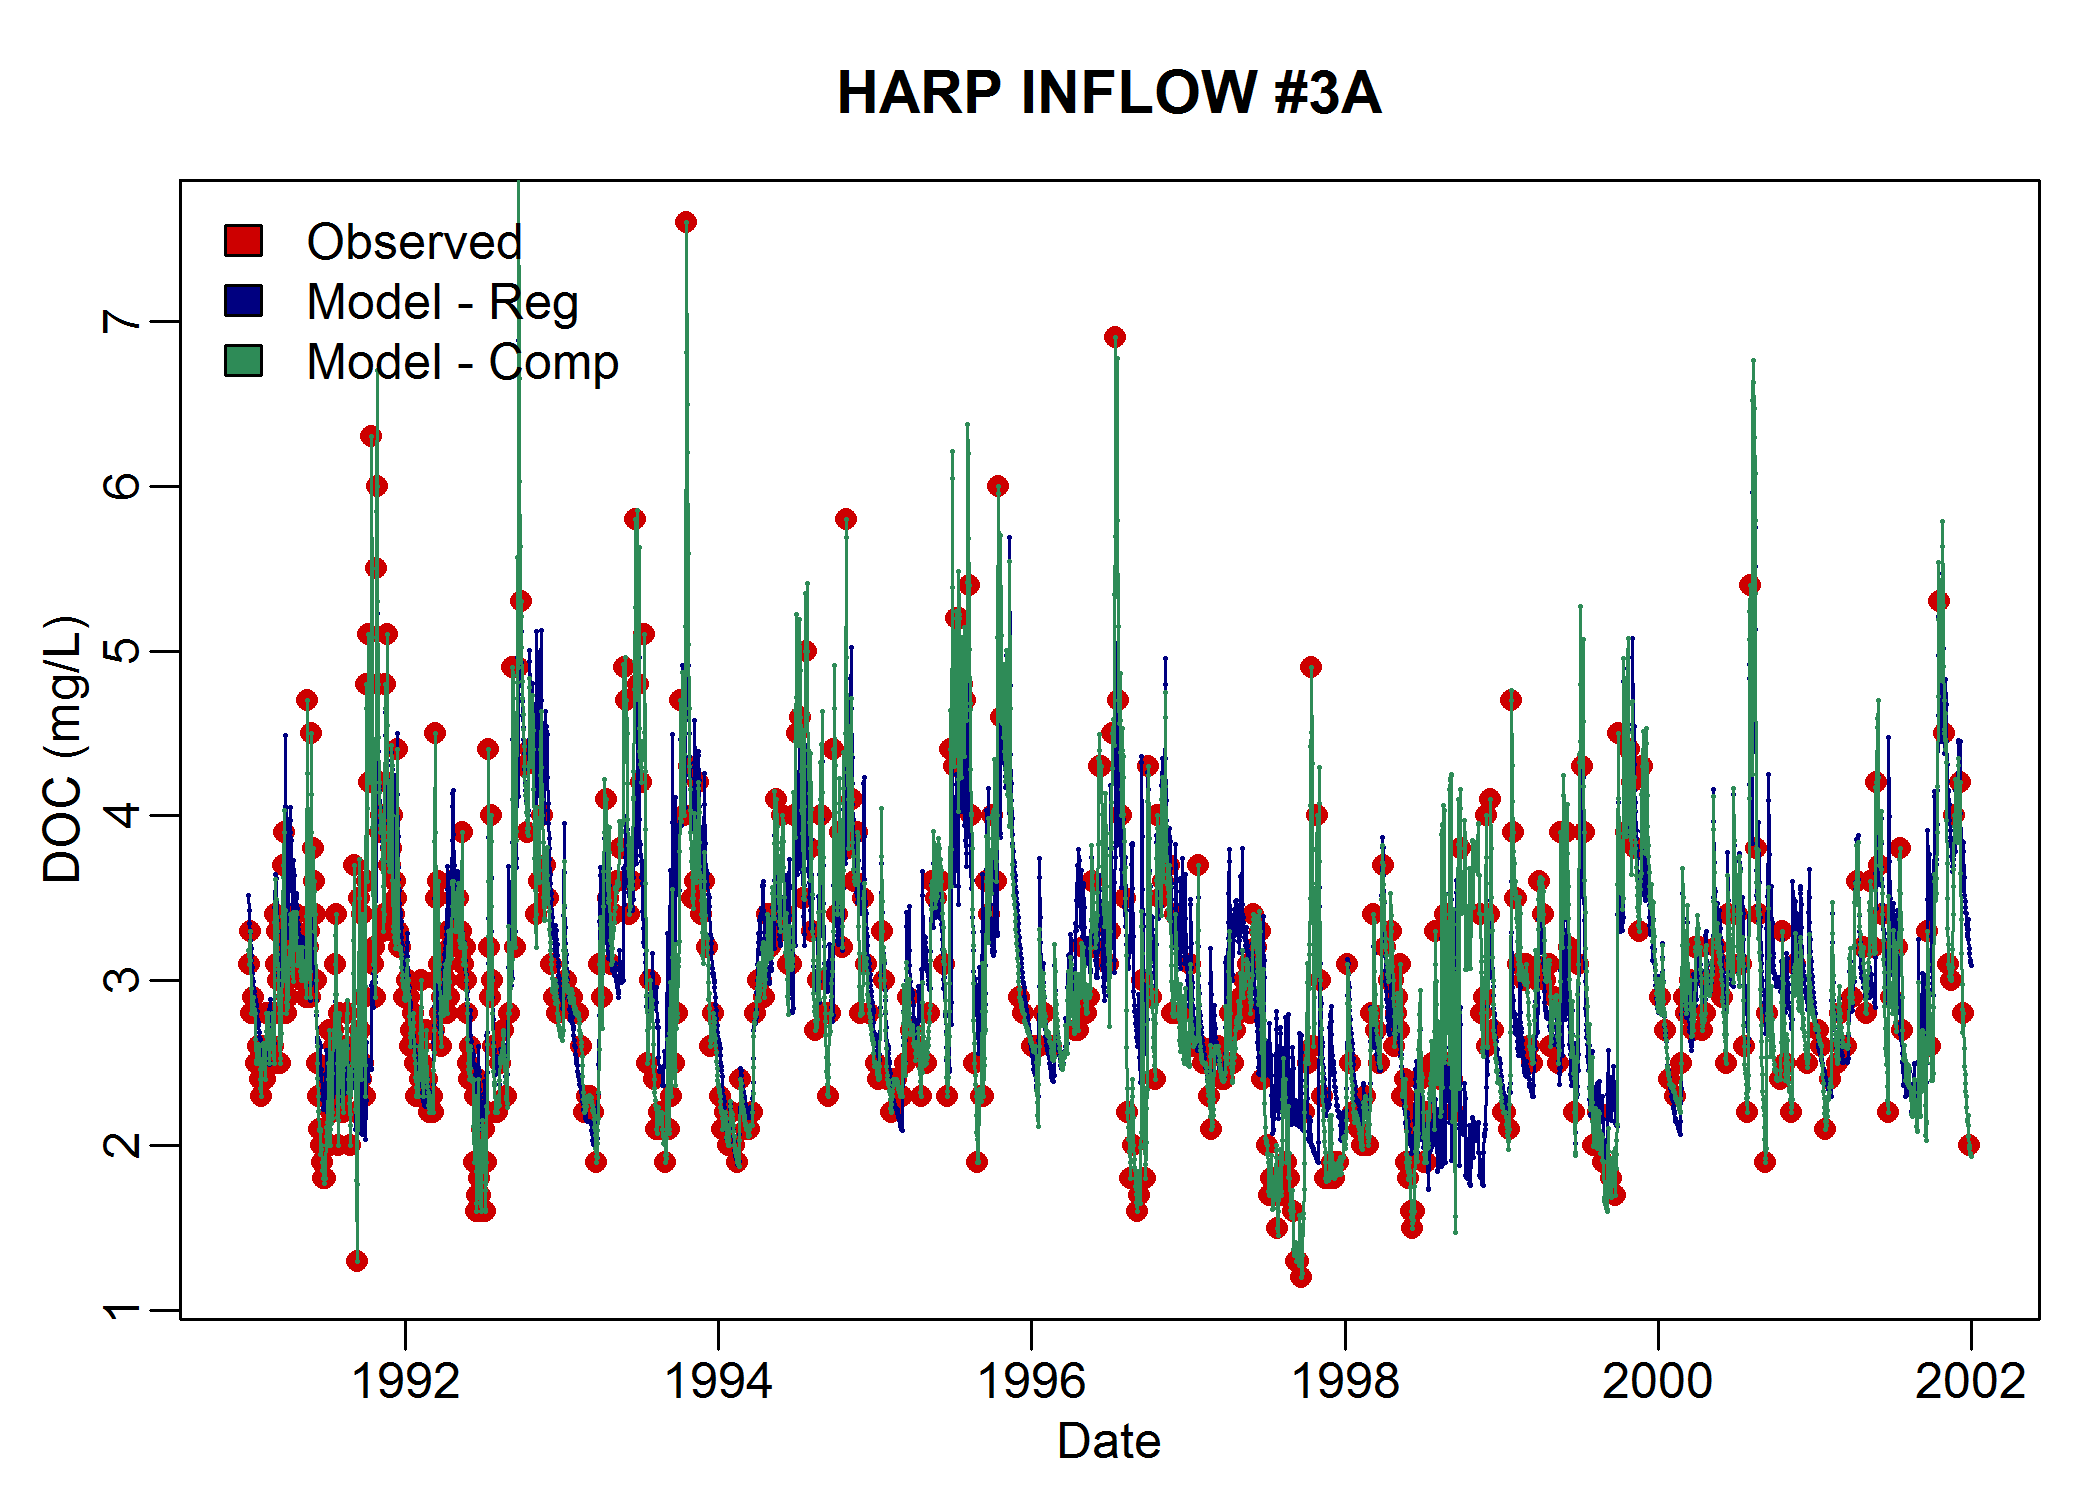 HARP INFLOW #3A
Observed
Model - Reg
Model - Comp
DOC (mg/L)
7
6
5
4
3
2
1
1992 1994 1996 1998 2000 2002
Date